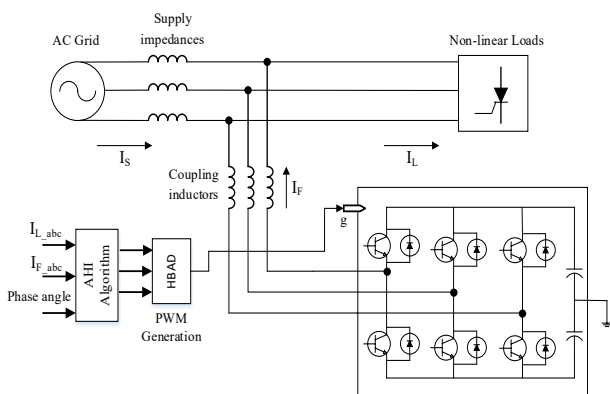 Supply
impedances
AC Grid
Non-linear Loads
I_S
I_L
Coupling
inductors
I_F
g
I_L_abc
I_F_abc
Phase angle
AHI
Algorithm
HBAD
PWM
Generation